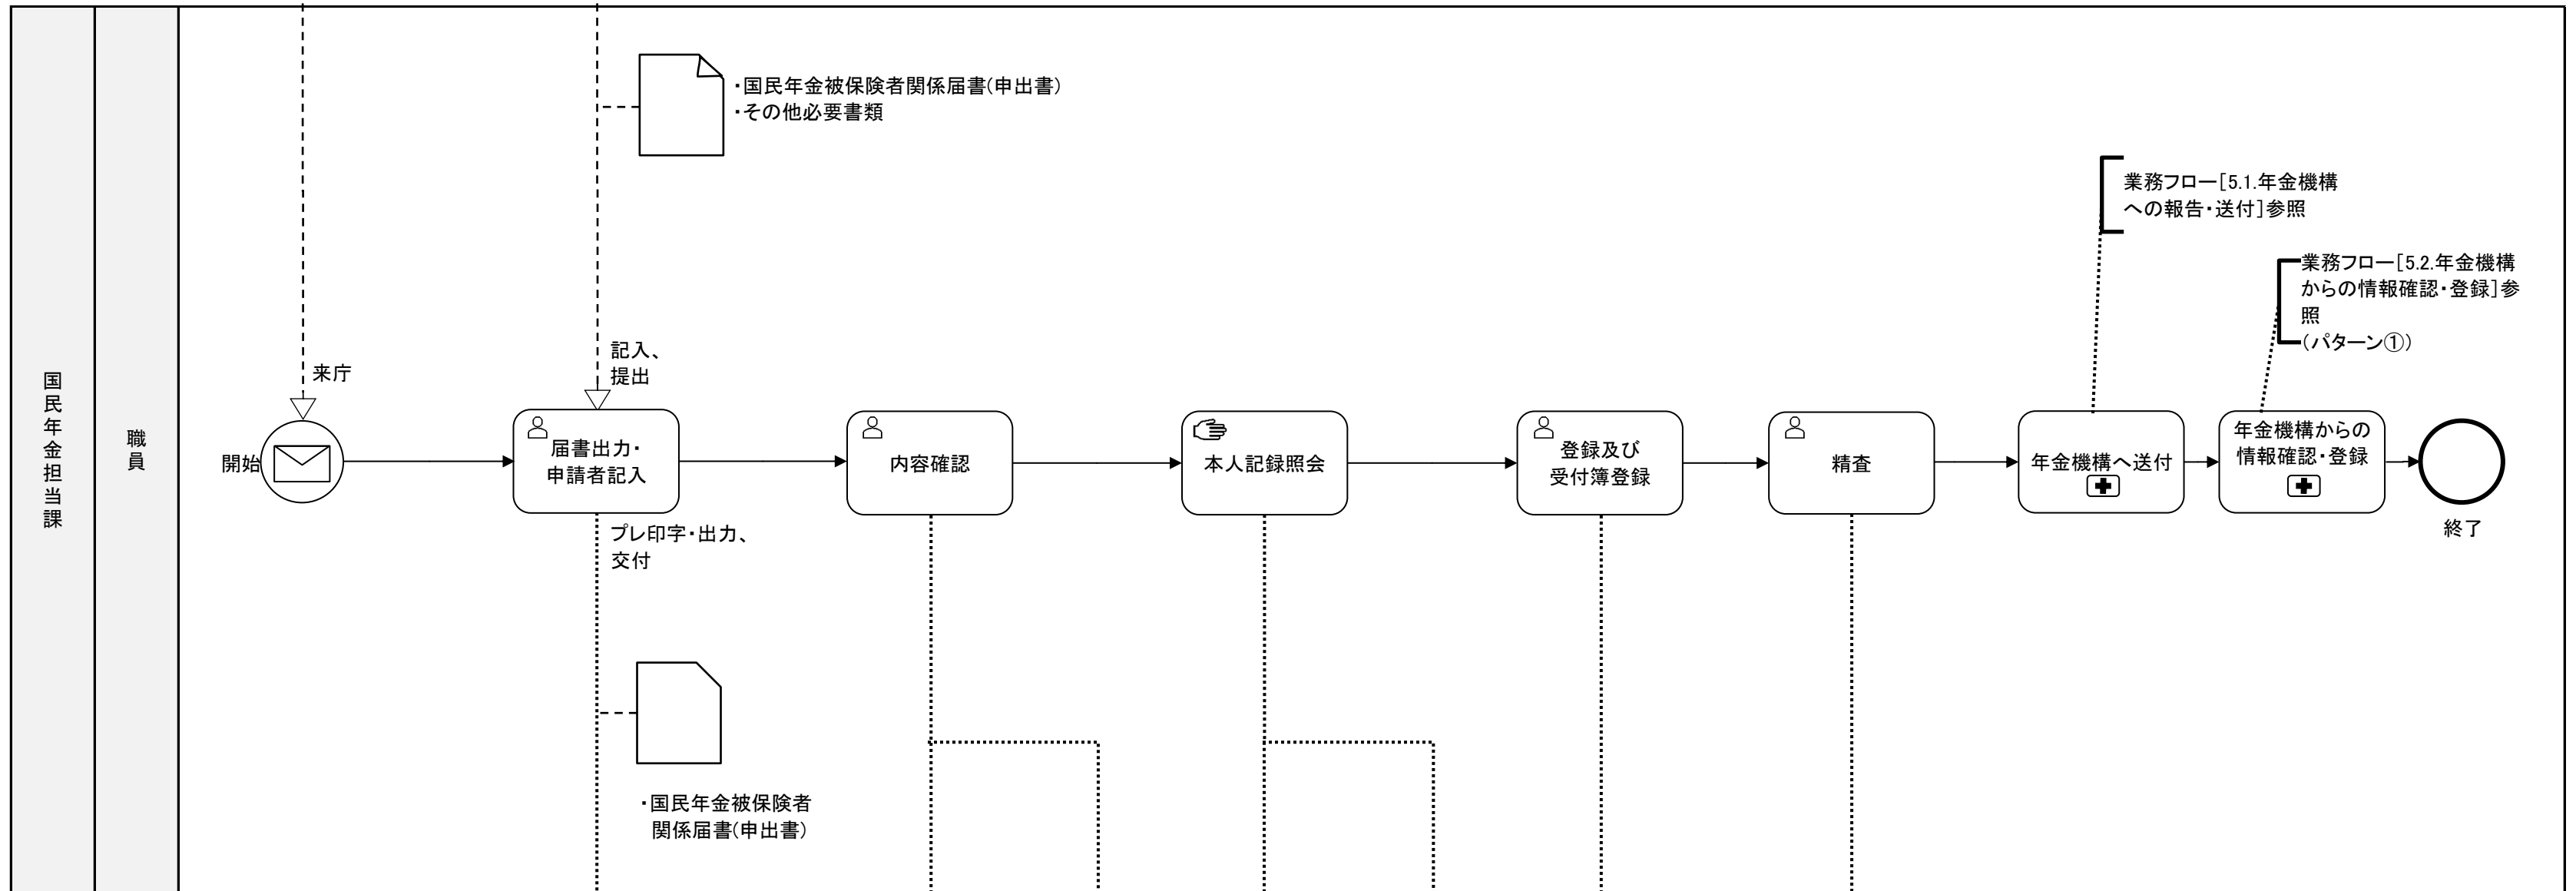 国民年金担当課
職員
・国民年金被保険者関係届書(申出書)
・その他必要書類
業務フロー[5.1.年金機構
への報告・送付]参照
業務フロー[5.2.年金機構
からの情報確認・登録]参
照
(パターン①)
来庁
記入、
提出
開始
届書出力・
申請者記入
内容確認
本人記録照会
登録及び
受付簿登録
精査
年金機構へ送付
年金機構からの
情報確認・登録
終了
プレ印字・出力、
交付
・国民年金被保険者
関係届書(申出書)